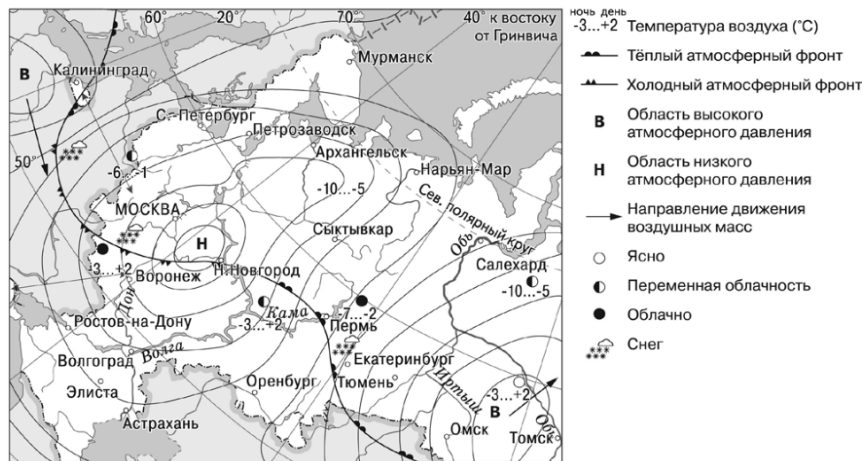 60°
20°
70°
40° к востоку
от Гринвича
В
Калининград
Мурманск
С.-Петербург
Петрозаводск
50°
Архангельск
Нарьян-Мар
-6...-1
-10...-5
Сев. полярный круг
МОСКВА
Н
Сыктывкар
Обь
Салехард
-3...+2
Воронеж
Н.Новгород
-10...-5
Дон
Кама
-7...-2
Ростов-на-Дону
-3...+2
Пермь
Волгоград
Волга
Екатеринбург
Элиста
Оренбург
Тюмень
Иртыш
-3...+2
Астрахань
В
Обь
Омск
Томск
ночь день
-3...+2 Температура воздуха (°С)
Тёплый атмосферный фронт
Холодный атмосферный фронт
В Область высокого
атмосферного давления
Н Область низкого
атмосферного давления
Направление движения
воздушных масс
Ясно
Переменная облачность
Облачно
Снег